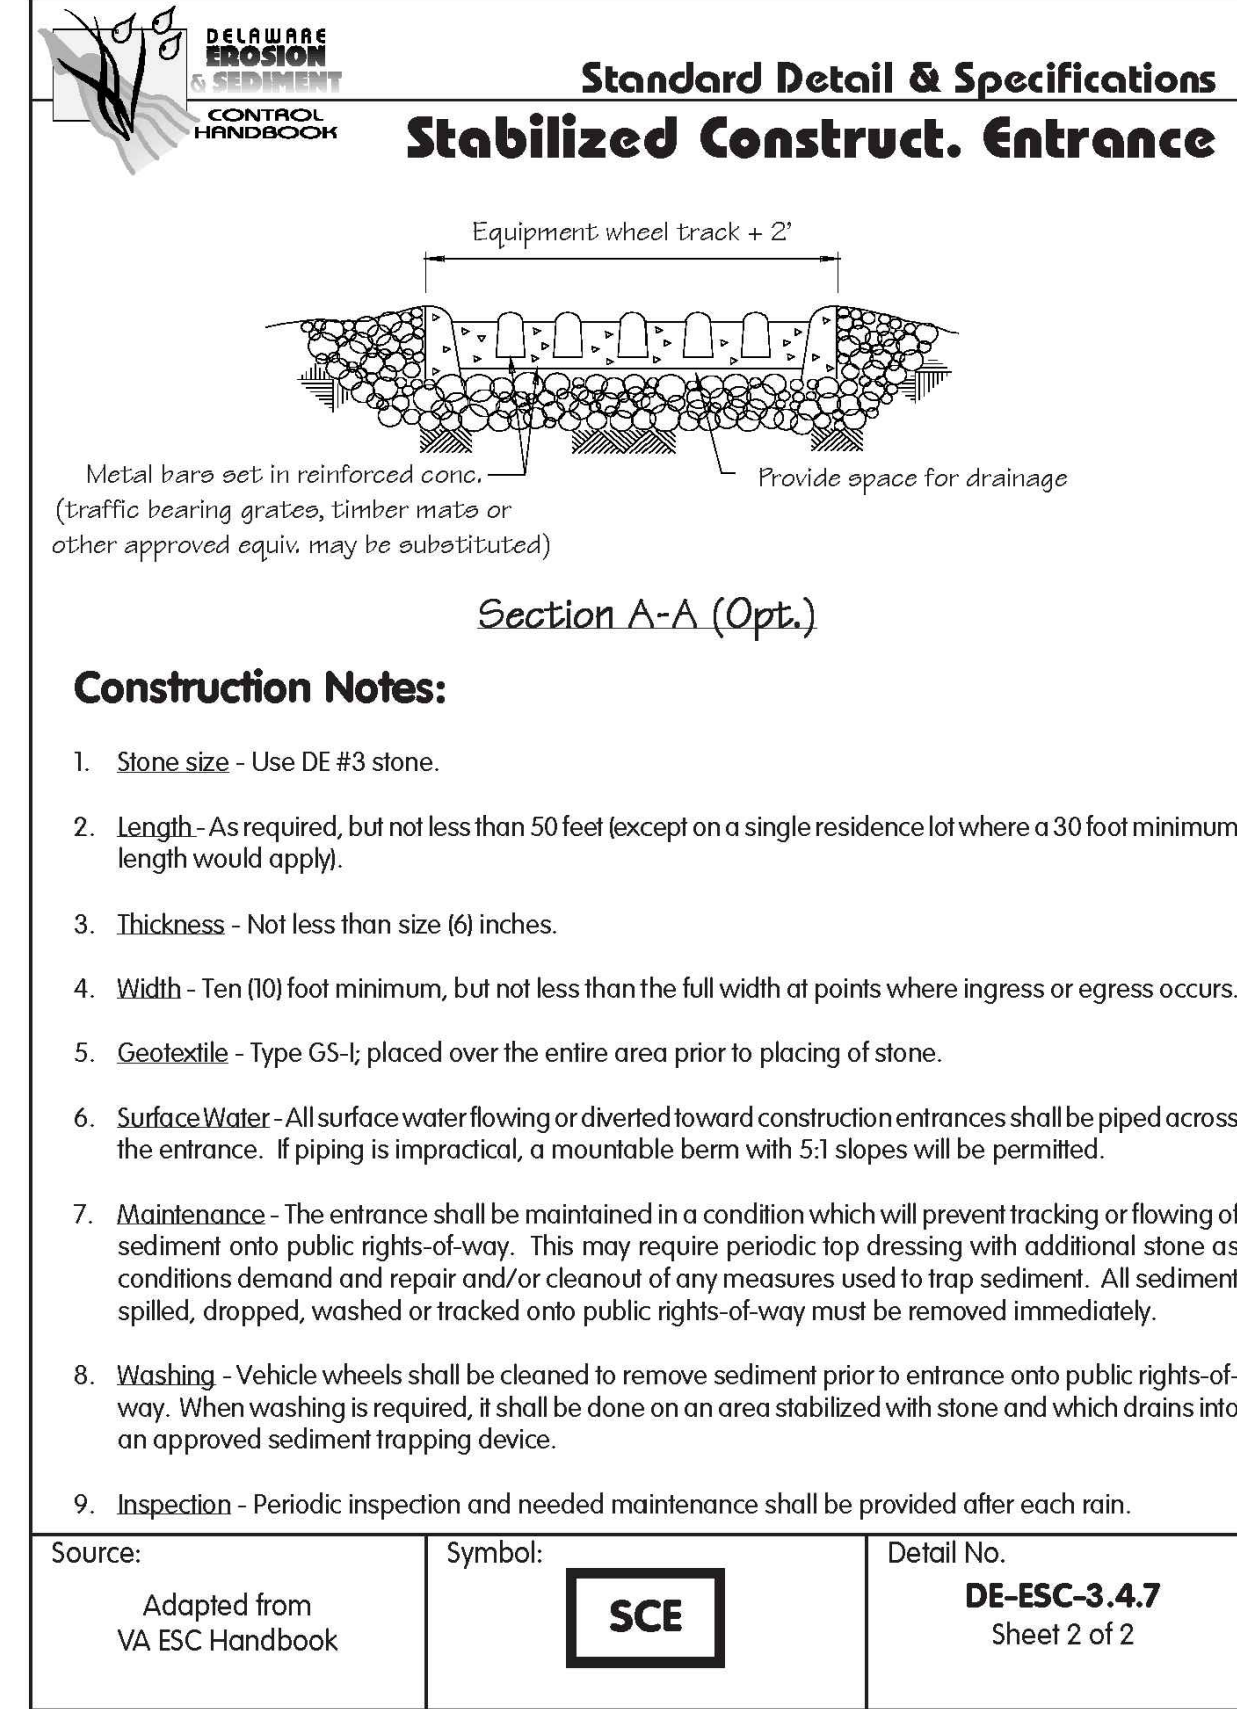 DELAWARE
EROSION
& SEDIMENT
CONTROL
HANDBOOK
Standard Detail & Specifications
Stabilized Construct. Entrance
Equipment wheel track + 2'
Metal bars set in reinforced conc.
(traffic bearing grates, timber mats or
other approved equiv. may be substituted)
Provide space for drainage
Section A-A (Opt.)
Construction Notes:
1. Stone size - Use DE #3 stone.
2. Length - As required, but not less than 50 feet (except on a single residence lot where a 30 foot minimum
length would apply).
3. Thickness - Not less than size (6) inches.
4. Width - Ten (10) foot minimum, but not less than the full width at points where ingress or egress occurs.
5. Geotextile - Type GS-I; placed over the entire area prior to placing of stone.
6. Surface Water - All surface water flowing or diverted toward construction entrances shall be piped across
the entrance. If piping is impractical, a mountable berm with 5:1 slopes will be permitted.
7. Maintenance - The entrance shall be maintained in a condition which will prevent tracking or flowing of
sediment onto public rights-of-way. This may require periodic top dressing with additional stone as
conditions demand and repair and/or cleanout of any measures used to trap sediment. All sediment
spilled, dropped, washed or tracked onto public rights-of-way must be removed immediately.
8. Washing - Vehicle wheels shall be cleaned to remove sediment prior to entrance onto public rights-of-
way. When washing is required, it shall be done on an area stabilized with stone and which drains into
an approved sediment trapping device.
9. Inspection - Periodic inspection and needed maintenance shall be provided after each rain.
Source:
Adapted from
VA ESC Handbook
Symbol:
SCE
Detail No.
DE-ESC-3.4.7
Sheet 2 of 2